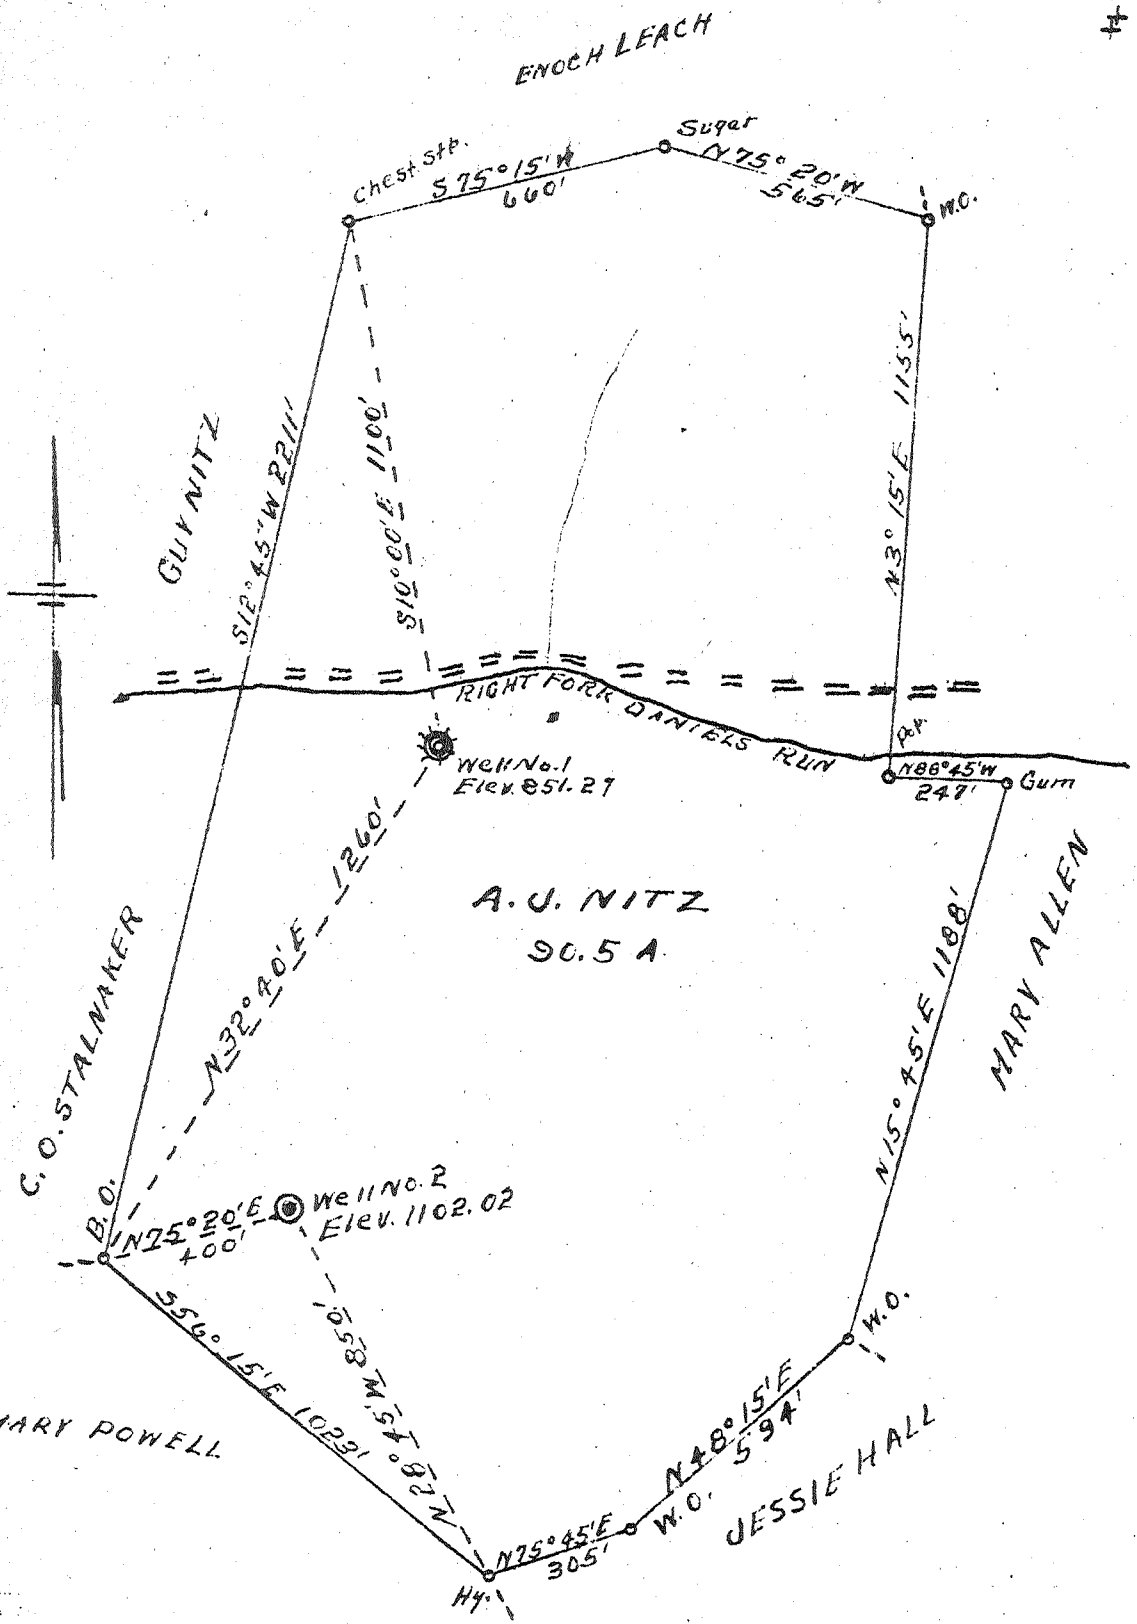 ENOCH LEACH
Chest. Stp.
S 75° 15' W
660'
Sugar
N 75° 20' W
565'
W.O.
N 3° 15' E 1155'
S 10° 00' E 1100'
S 12° 45' W 2211'
GUY NITZ
RIGHT FORK DANIELS RUN
Well No. 1
Elev. 851.27
N 88° 45' W
247'
Gum
A. J. NITZ
90.5 A.
MARY ALLEN
N 15° 45' E 1188'
N 32° 40' E 1260'
C. O. STALNAKER
B.O.
N 75° 20' E
400'
Well No. 2
Elev. 1102.02
S 56° 15' E 1023'
N 28° 45' W 850'
MARY POWELL
W.O.
N 48° 15' E
594'
W.O.
JESSIE HALL
N 75° 45' E
305'
Hy.